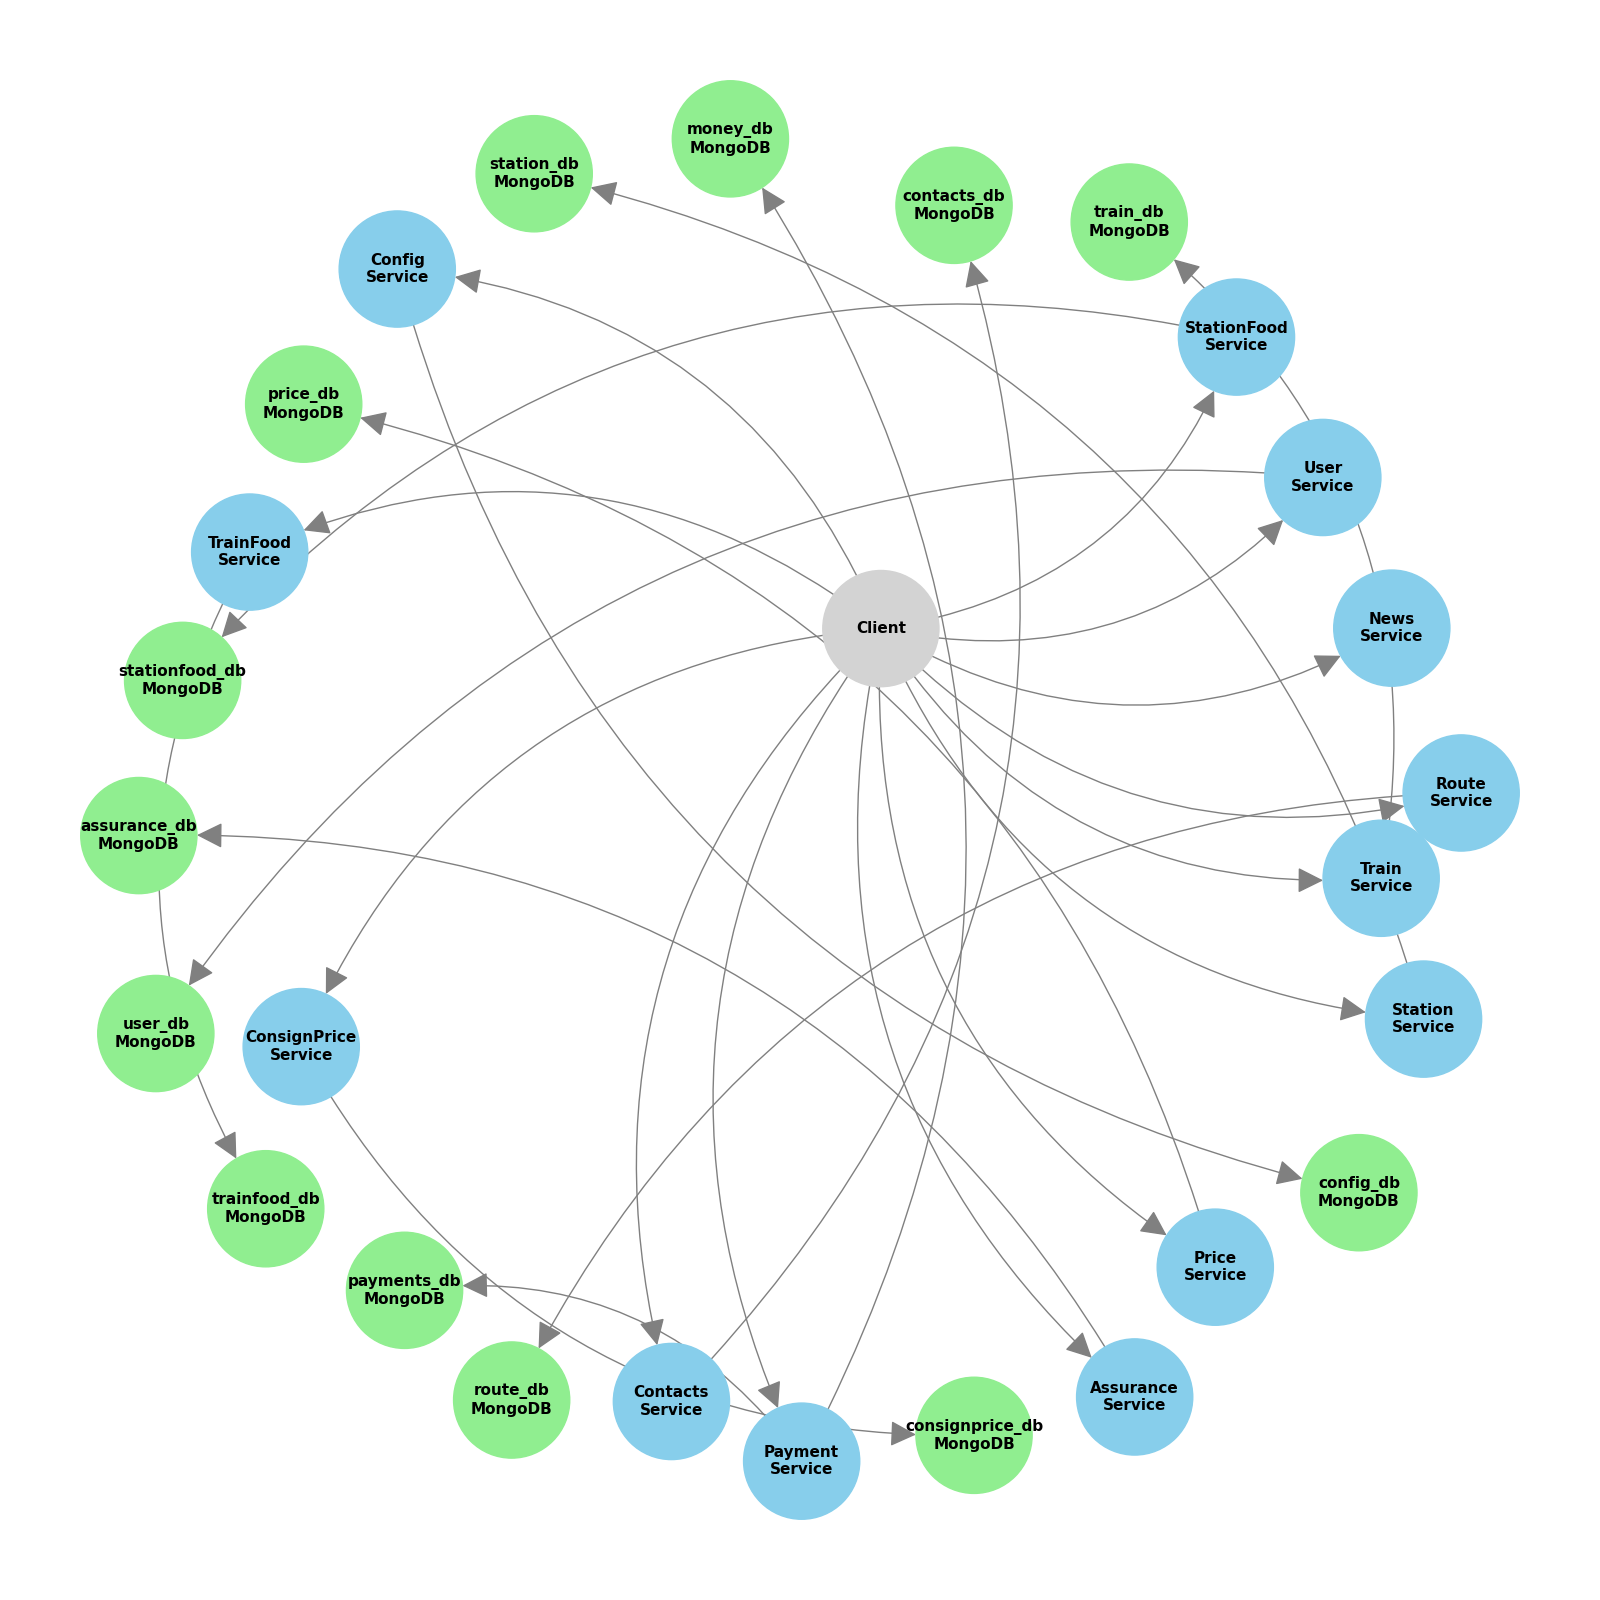 money_db
MongoDB
station_db
MongoDB
contacts_db
MongoDB
train_db
MongoDB
Config
Service
StationFood
Service
price_db
MongoDB
User
Service
TrainFood
Service
Client
News
Service
stationfood_db
MongoDB
Route
Service
assurance_db
MongoDB
Train
Service
Station
Service
user_db
MongoDB
ConsignPrice
Service
config_db
MongoDB
trainfood_db
MongoDB
Price
Service
payments_db
MongoDB
route_db
MongoDB
Contacts
Service
Assurance
Service
consignprice_db
MongoDB
Payment
Service